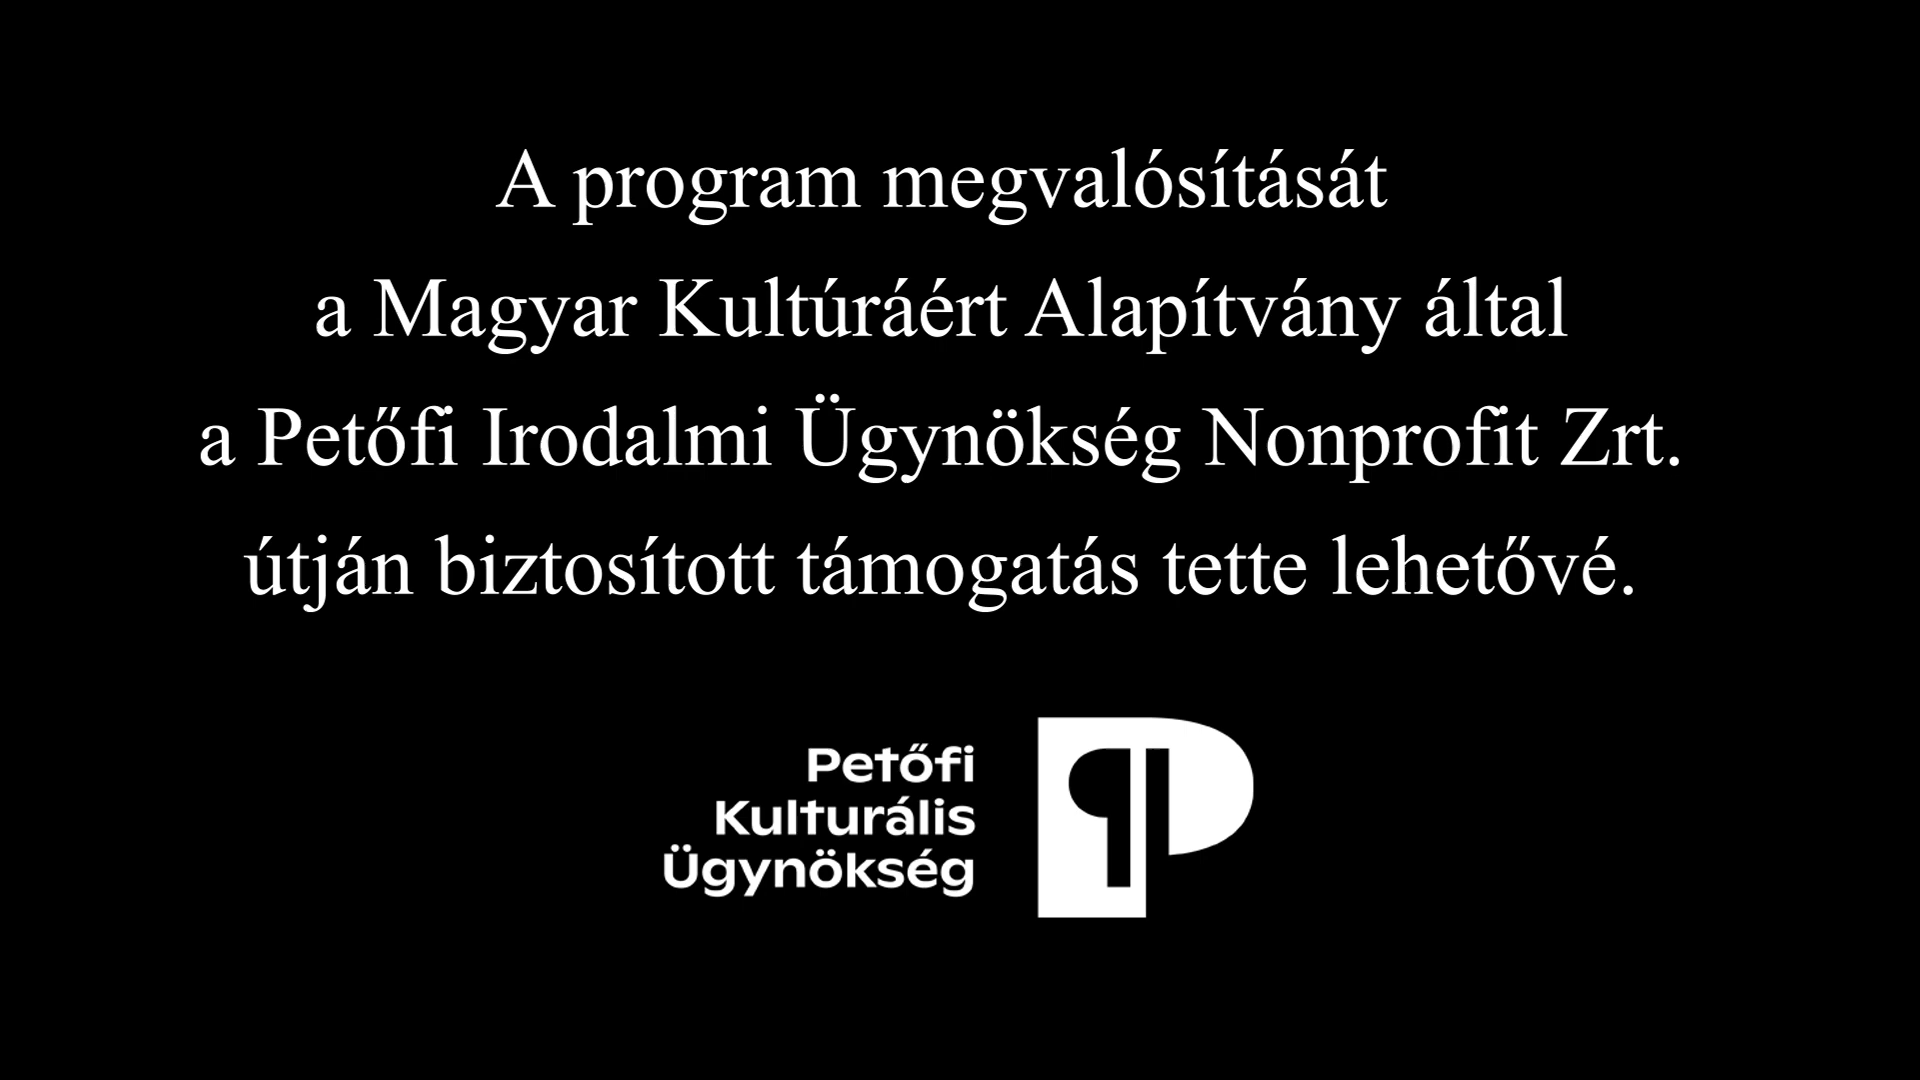 A program megvalósítását
a Magyar Kultúráért Alapítvány által
a Petőfi Irodalmi Ügynökség Nonprofit Zrt.
útján biztosított támogatás tette lehetővé.
Petőfi
Kulturális
Ügynökség